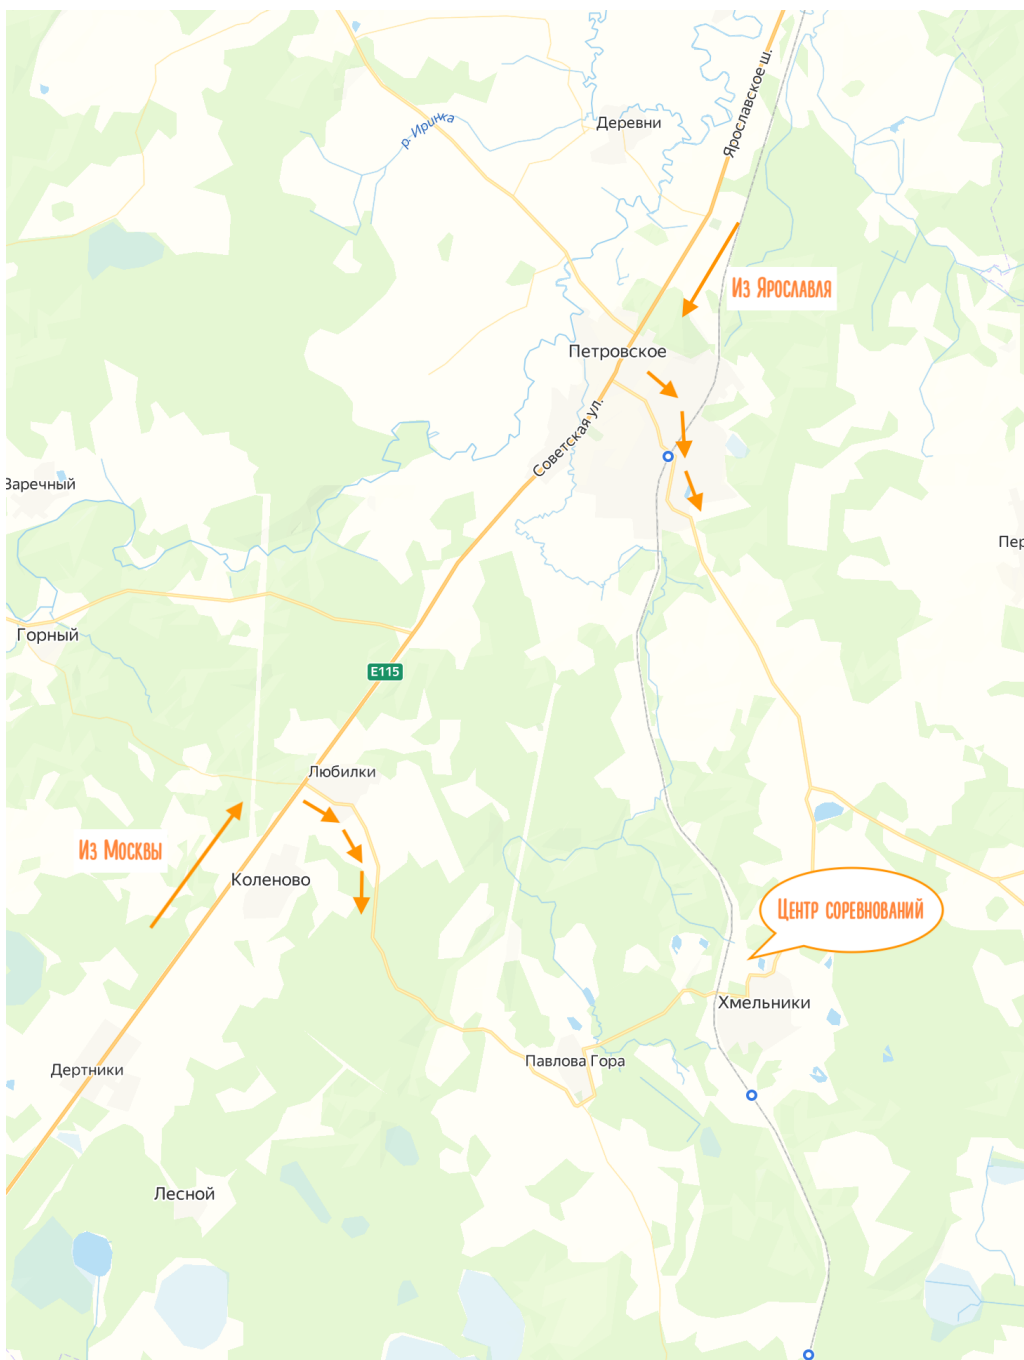 Ярославское ш.
Деревни
р. Иринка
Из Ярославля
Петровское
Советская ул.
Заречный
Пер
Горный
E115
Любилки
Из Москвы
Коленово
Центр соревнований
Хмельники
Павлова Гора
Дертники
Лесной